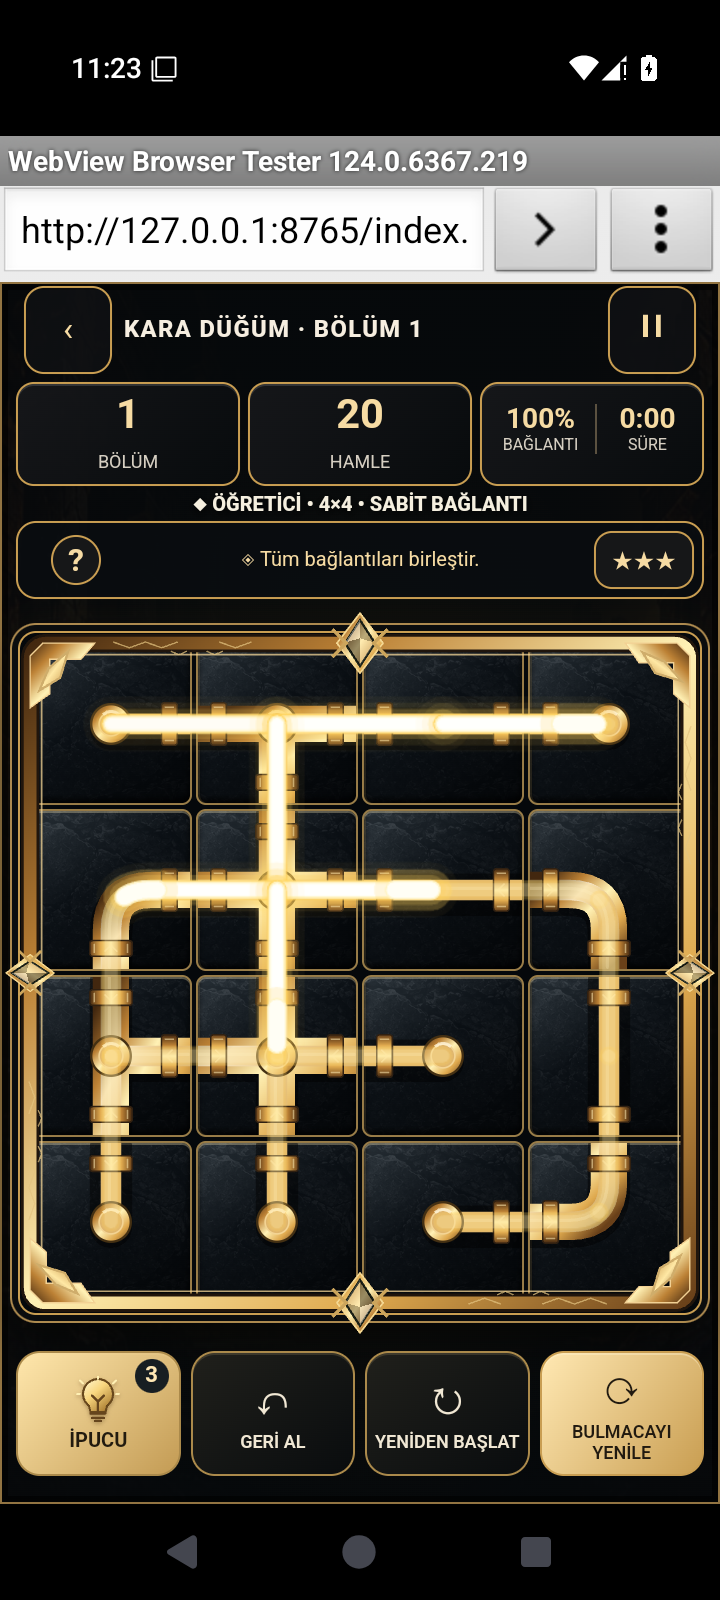 11:23
WebView Browser Tester 124.0.6367.219
http://127.0.0.1:8765/index.
KARA DÜĞÜM · BÖLÜM 1
1
BÖLÜM
20
HAMLE
100%
BAĞLANTI
0:00
SÜRE
◆ ÖĞRETİCİ • 4×4 • SABİT BAĞLANTI
?
◈ Tüm bağlantıları birleştir.
★★★
3
İPUCU
GERİ AL
YENİDEN BAŞLAT
BULMACAYI
YENİLE